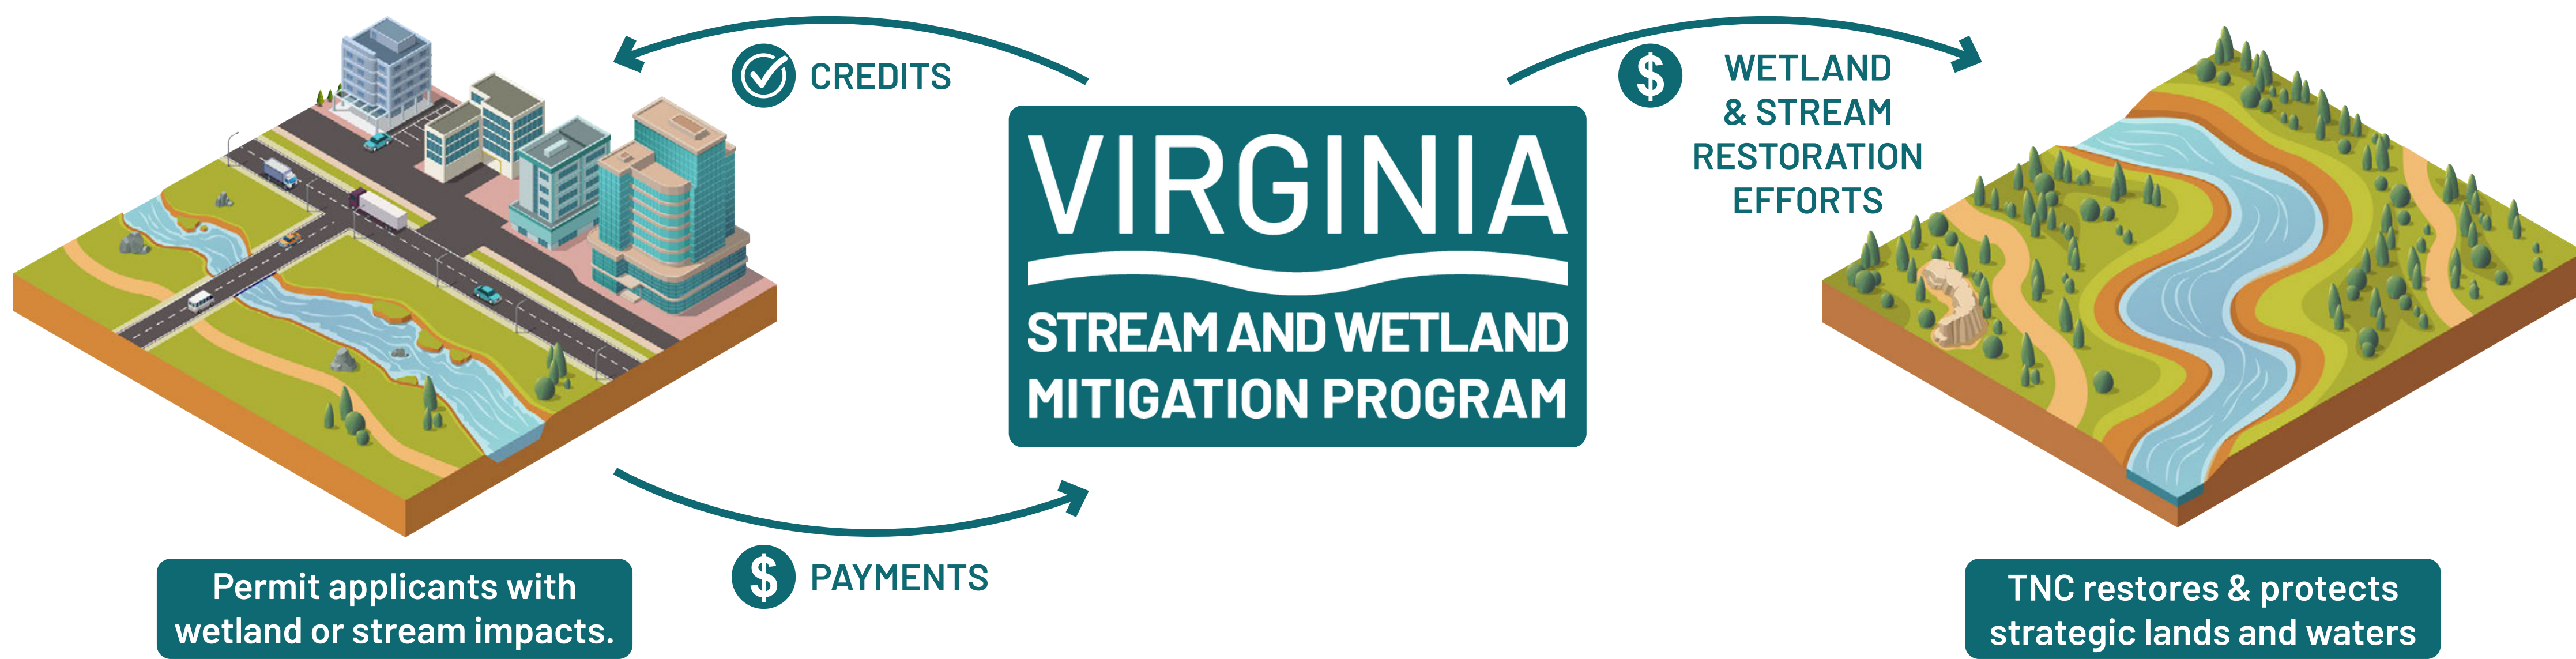 CREDITS
$ WETLAND
& STREAM
RESTORATION
EFFORTS
VIRGINIA
STREAM AND WETLAND
MITIGATION PROGRAM
$ PAYMENTS
Permit applicants with
wetland or stream impacts.
TNC restores & protects
strategic lands and waters